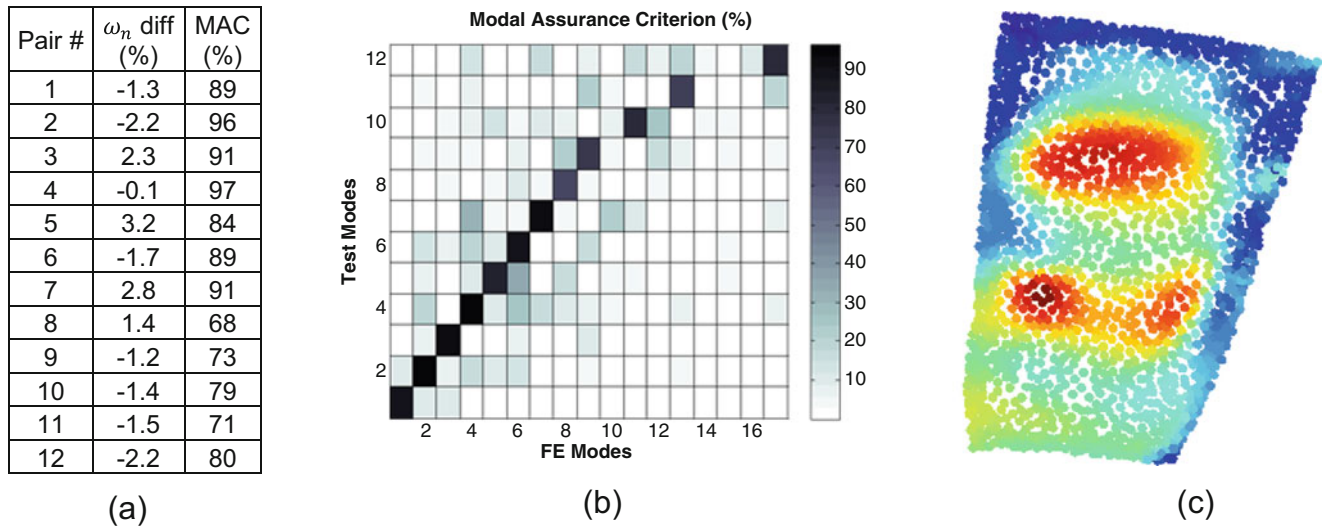 Pair # ωₙ diff (%) MAC (%)
1 -1.3 89
2 -2.2 96
3 2.3 91
4 -0.1 97
5 3.2 84
6 -1.7 89
7 2.8 91
8 1.4 68
9 -1.2 73
10 -1.4 79
11 -1.5 71
12 -2.2 80
(a)
Modal Assurance Criterion (%)
Test Modes
12
10
8
6
4
2
2 4 6 8 10 12 14 16
FE Modes
90
80
70
60
50
40
30
20
10
(b)
(c)